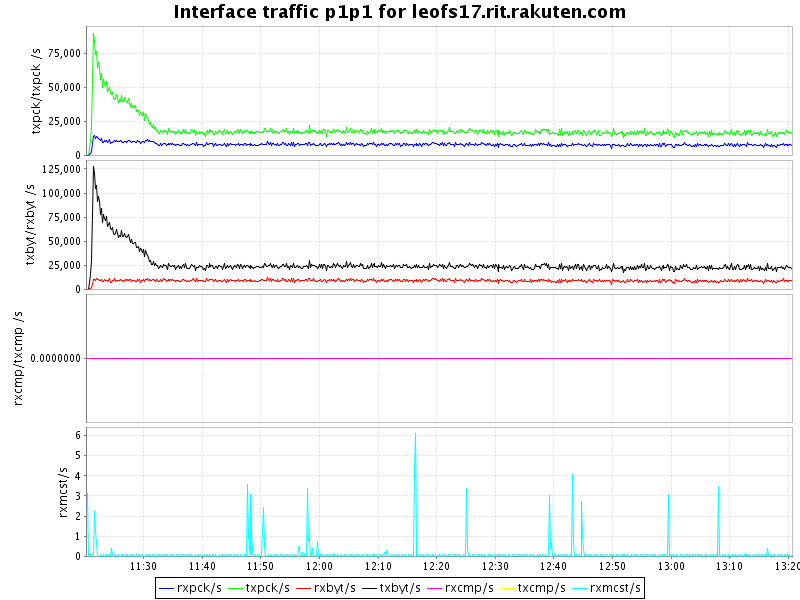 Interface traffic p1p1 for leofs17.rit.rakuten.com
txpck/txpck /s
75,000
50,000
25,000
0
txbyt/rxbyt /s
125,000
100,000
75,000
50,000
25,000
0
rxcmp/txcmp /s
0.0000000
rxmcst/s
6
5
4
3
2
1
0
11:30 11:40 11:50 12:00 12:10 12:20 12:30 12:40 12:50 13:00 13:10 13:20
rxpck/s txpck/s rxbyt/s txbyt/s rxcmp/s txcmp/s rxmcst/s